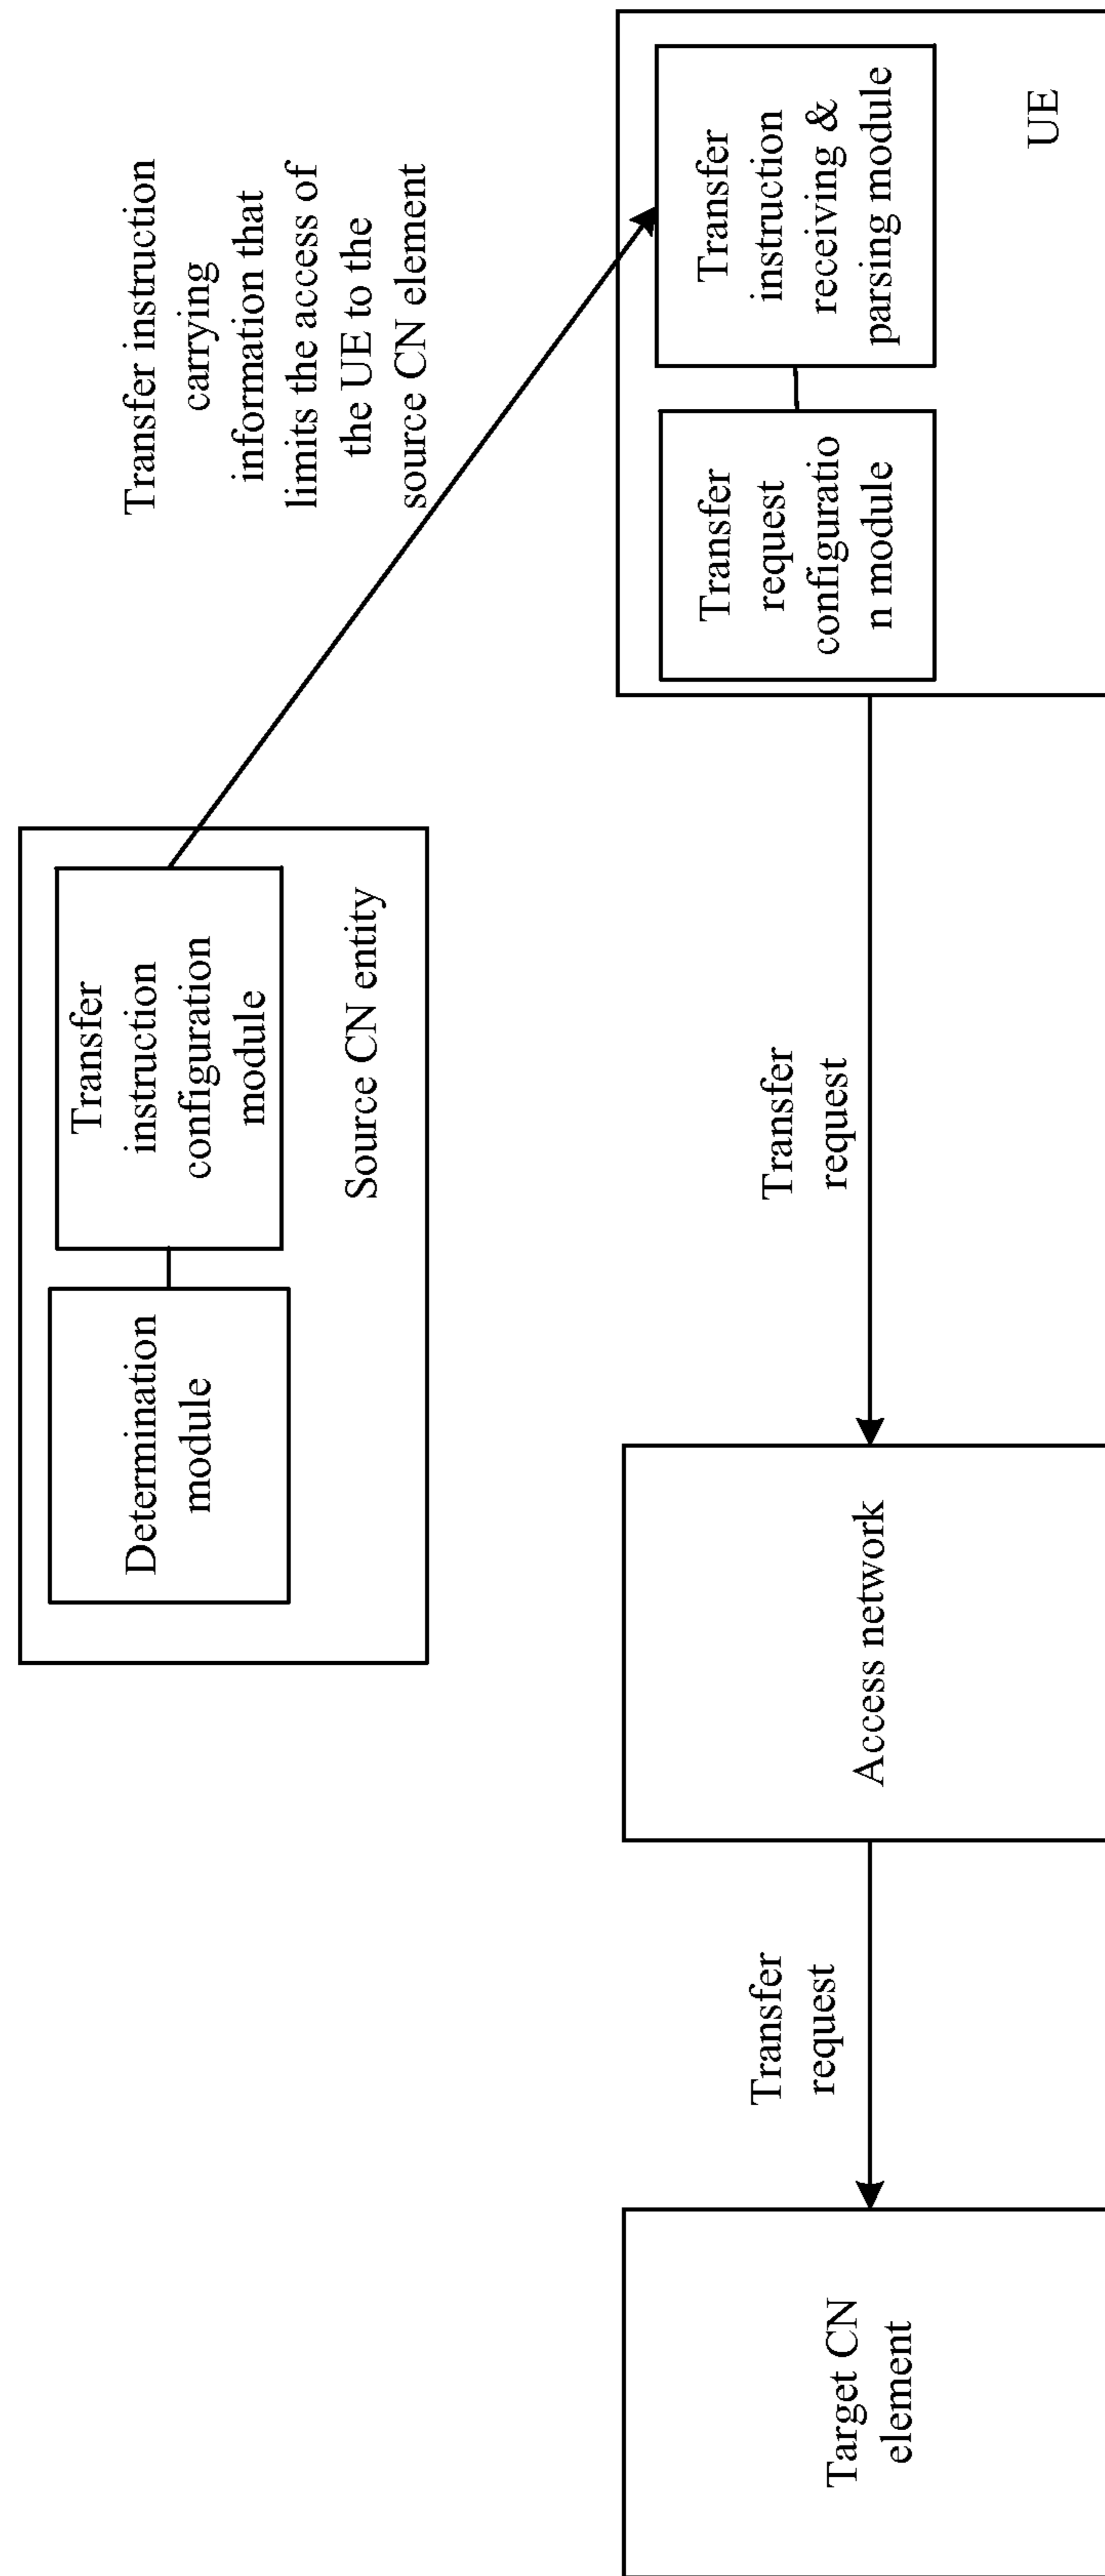 Determination
module
Transfer
instruction
configuration
module
Source CN entity
Transfer instruction
carrying
information that
limits the access of
the UE to the
source CN element
Target CN
element
Transfer
request
Access network
Transfer
request
Transfer
request
configuratio
n module
Transfer
instruction
receiving &
parsing module
UE